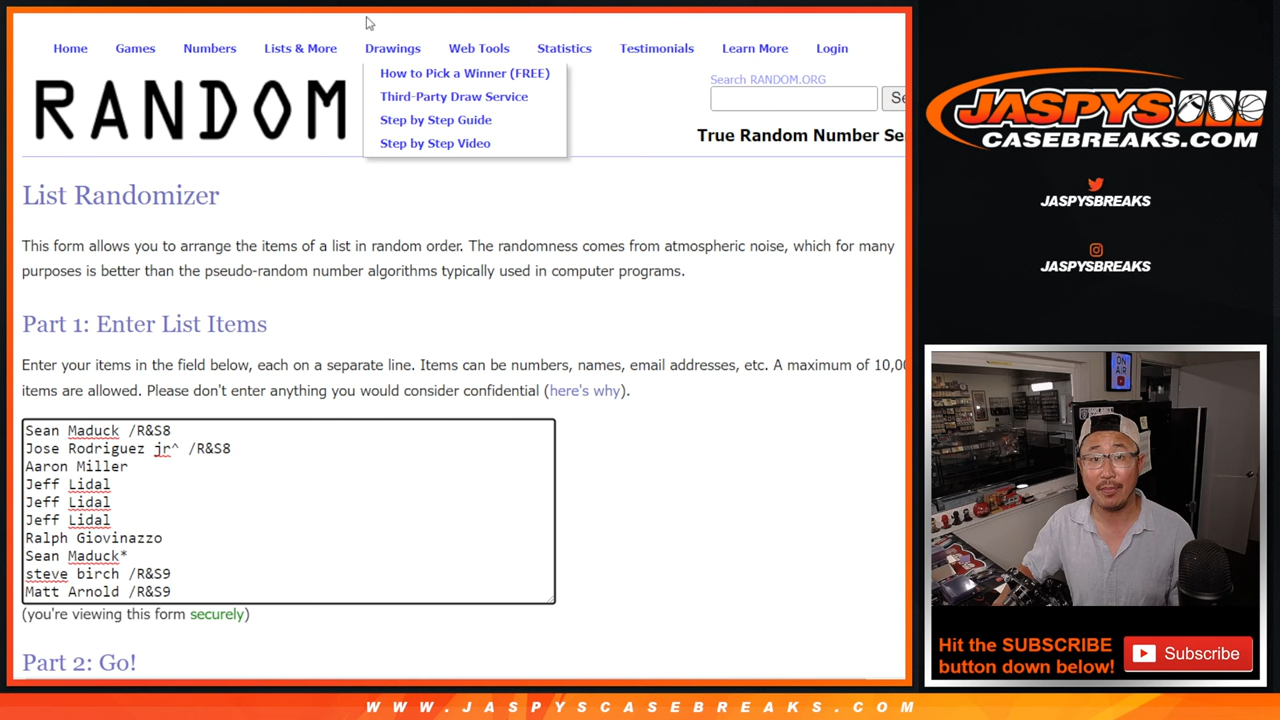 Home Games Numbers Lists & More Drawings Web Tools Statistics Testimonials Learn More Login
How to Pick a Winner (FREE)
Third-Party Draw Service
Step by Step Guide
Step by Step Video
RANDOM
Search RANDOM.ORG
Se
True Random Number Se
List Randomizer
This form allows you to arrange the items of a list in random order. The randomness comes from atmospheric noise, which for many
purposes is better than the pseudo-random number algorithms typically used in computer programs.
Part 1: Enter List Items
Enter your items in the field below, each on a separate line. Items can be numbers, names, email addresses, etc. A maximum of 10,00
items are allowed. Please don't enter anything you would consider confidential (here's why).
Sean Maduck /R&S8
Jose Rodriguez jr^ /R&S8
Aaron Miller
Jeff Lidal
Jeff Lidal
Jeff Lidal
Ralph Giovinazzo
Sean Maduck*
steve birch /R&S9
Matt Arnold /R&S9
(you're viewing this form securely)
Part 2: Go!
JASPYS
CASEBREAKS.COM
JASPYSBREAKS
JASPYSBREAKS
ON
AIR
Hit the SUBSCRIBE
button down below!
Subscribe
WWW.JASPYSCASEBREAKS.COM